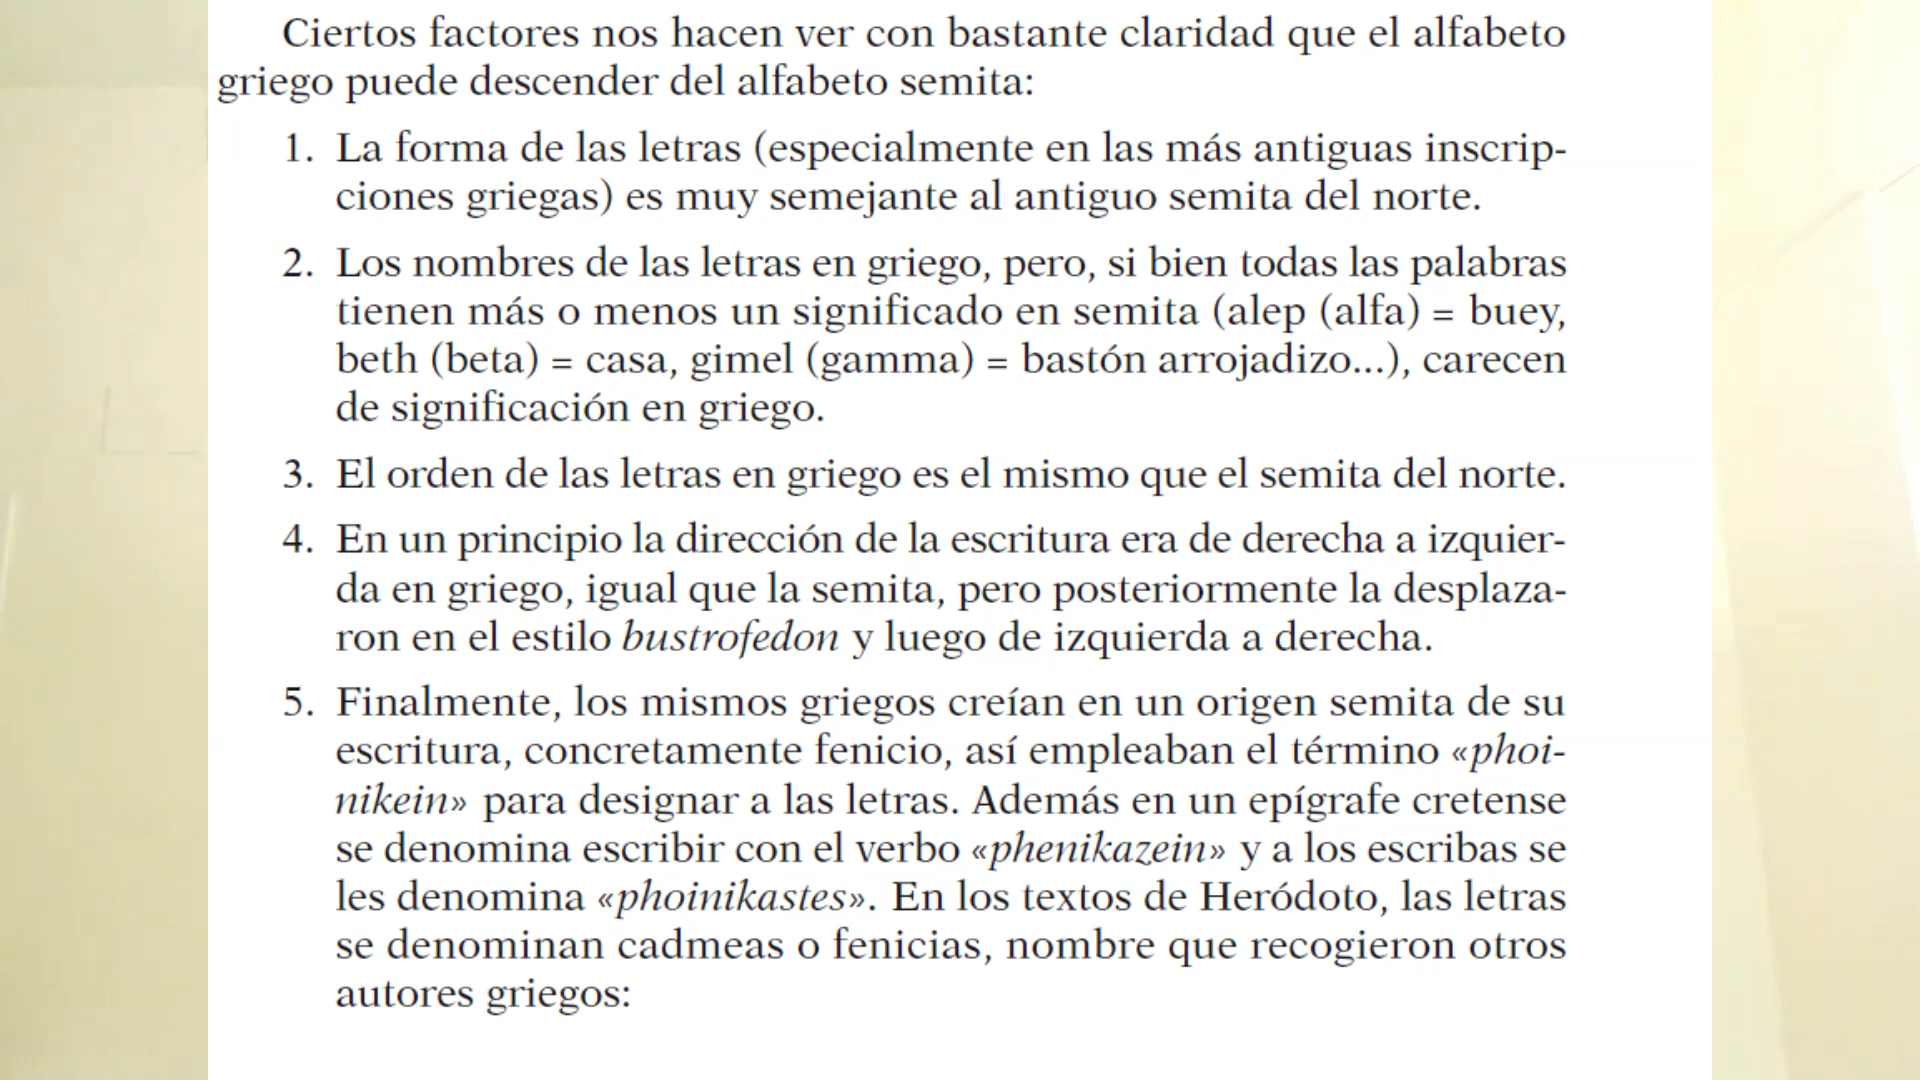 Ciertos factores nos hacen ver con bastante claridad que el alfabeto
griego puede descender del alfabeto semita:
1. La forma de las letras (especialmente en las más antiguas inscrip-
ciones griegas) es muy semejante al antiguo semita del norte.
2. Los nombres de las letras en griego, pero, si bien todas las palabras
tienen más o menos un significado en semita (alep (alfa) = buey,
beth (beta) = casa, gimel (gamma) = bastón arrojadizo...), carecen
de significación en griego.
3. El orden de las letras en griego es el mismo que el semita del norte.
4. En un principio la dirección de la escritura era de derecha a izquier-
da en griego, igual que la semita, pero posteriormente la desplaza-
ron en el estilo bustrofedon y luego de izquierda a derecha.
5. Finalmente, los mismos griegos creían en un origen semita de su
escritura, concretamente fenicio, así empleaban el término «phoi-
nikein» para designar a las letras. Además en un epígrafe cretense
se denomina escribir con el verbo «phenikazein» y a los escribas se
les denomina «phoinikastes». En los textos de Heródoto, las letras
se denominan cadmeas o fenicias, nombre que recogieron otros
autores griegos: